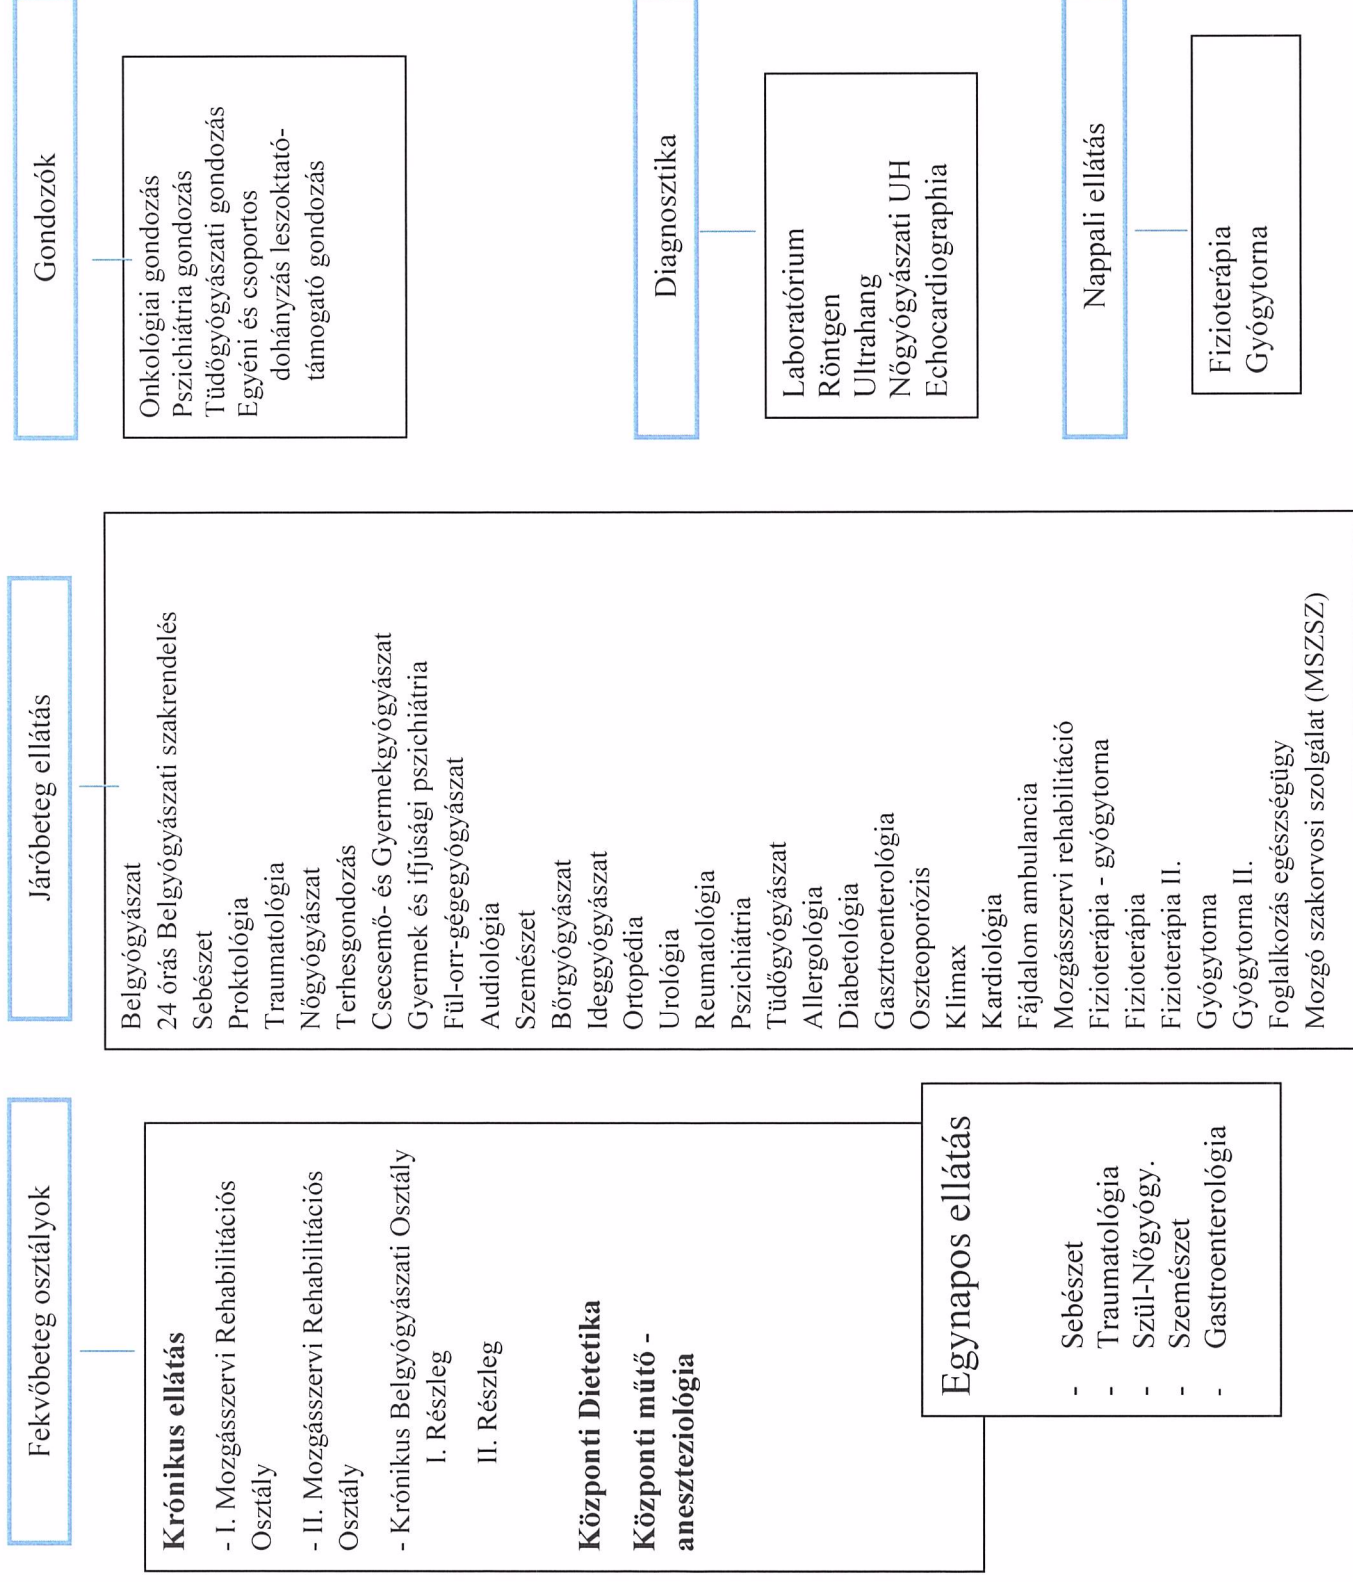 Fekvőbeteg osztályok
Krónikus ellátás
- I. Mozgásszervi Rehabilitációs
Osztály
- II. Mozgásszervi Rehabilitációs
Osztály
- Krónikus Belgyógyászati Osztály
I. Részleg
II. Részleg
Központi Dietetika
Központi műtő -
aneszteziológia
Egynapos ellátás
- Sebészet
- Traumatológia
- Szül-Nőgyógy.
- Szemészet
- Gastroenterológia
Járóbeteg ellátás
Belgyógyászat
24 órás Belgyógyászati szakrendelés
Sebészet
Proktológia
Traumatológia
Nőgyógyászat
Terhesgondozás
Csecsemő- és Gyermekgyógyászat
Gyermek és ifjúsági pszichiátria
Fül-orr-gégegyógyászat
Audiológia
Szemészet
Bőrgyógyászat
Ideggyógyászat
Ortopédia
Urológia
Reumatológia
Pszichiátria
Tüdőgyógyászat
Allergológia
Diabetológia
Gasztroenterológia
Oszteoporózis
Klimax
Kardiológia
Fájdalom ambulancia
Mozgásszervi rehabilitáció
Fizioterápia - gyógytorna
Fizioterápia
Fizioterápia II.
Gyógytorna
Gyógytorna II.
Foglalkozás egészségügy
Mozgó szakorvosi szolgálat (MSZSZ)
Gondozók
Onkológiai gondozás
Pszichiátria gondozás
Tüdőgyógyászati gondozás
Egyéni és csoportos
dohányzás leszoktató-
támogató gondozás
Diagnosztika
Laboratórium
Röntgen
Ultrahang
Nőgyógyászati UH
Echocardiographia
Nappali ellátás
Fizioterápia
Gyógytorna